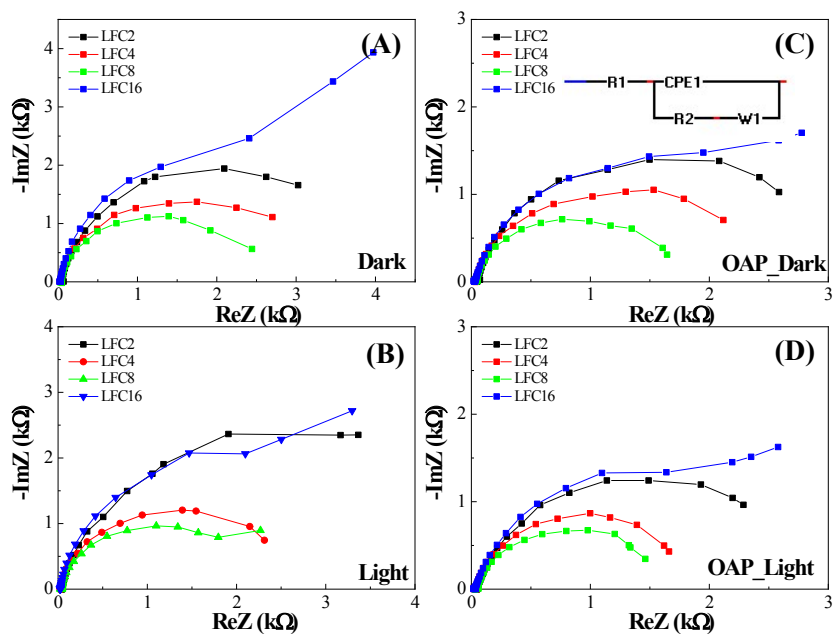 (A)
LFC2
LFC4
LFC8
LFC16
Dark
-ImZ (kΩ)
0
1
2
3
4
0 1 2 3 4
ReZ (kΩ)
(C)
LFC2
LFC4
LFC8
LFC16
R1 CPE1
R2 W1
OAP_Dark
-ImZ (kΩ)
0
1
2
3
0 1 2 3
ReZ (kΩ)
(B)
LFC2
LFC4
LFC8
LFC16
Light
-ImZ (kΩ)
0
1
2
3
4
0 1 2 3
ReZ (kΩ)
(D)
LFC2
LFC4
LFC8
LFC16
OAP_Light
-ImZ (kΩ)
0
1
2
3
0 1 2 3
ReZ (kΩ)